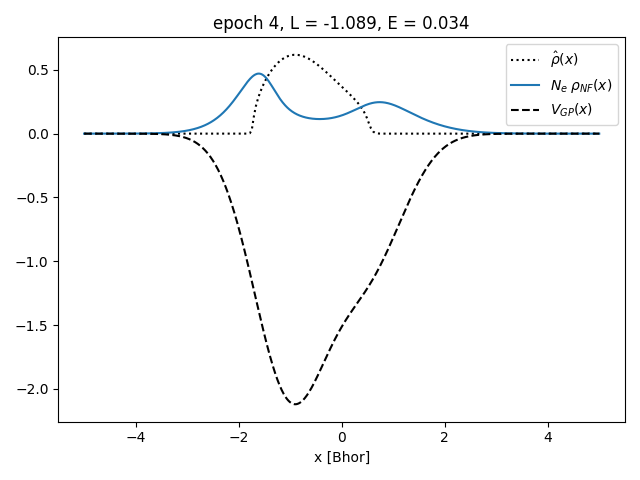 epoch 4, L = -1.089, E = 0.034
ρ̂(x)
N_e ρ_NF(x)
V_GP(x)
0.5
0.0
−0.5
−1.0
−1.5
−2.0
−4
−2
0
2
4
x [Bhor]